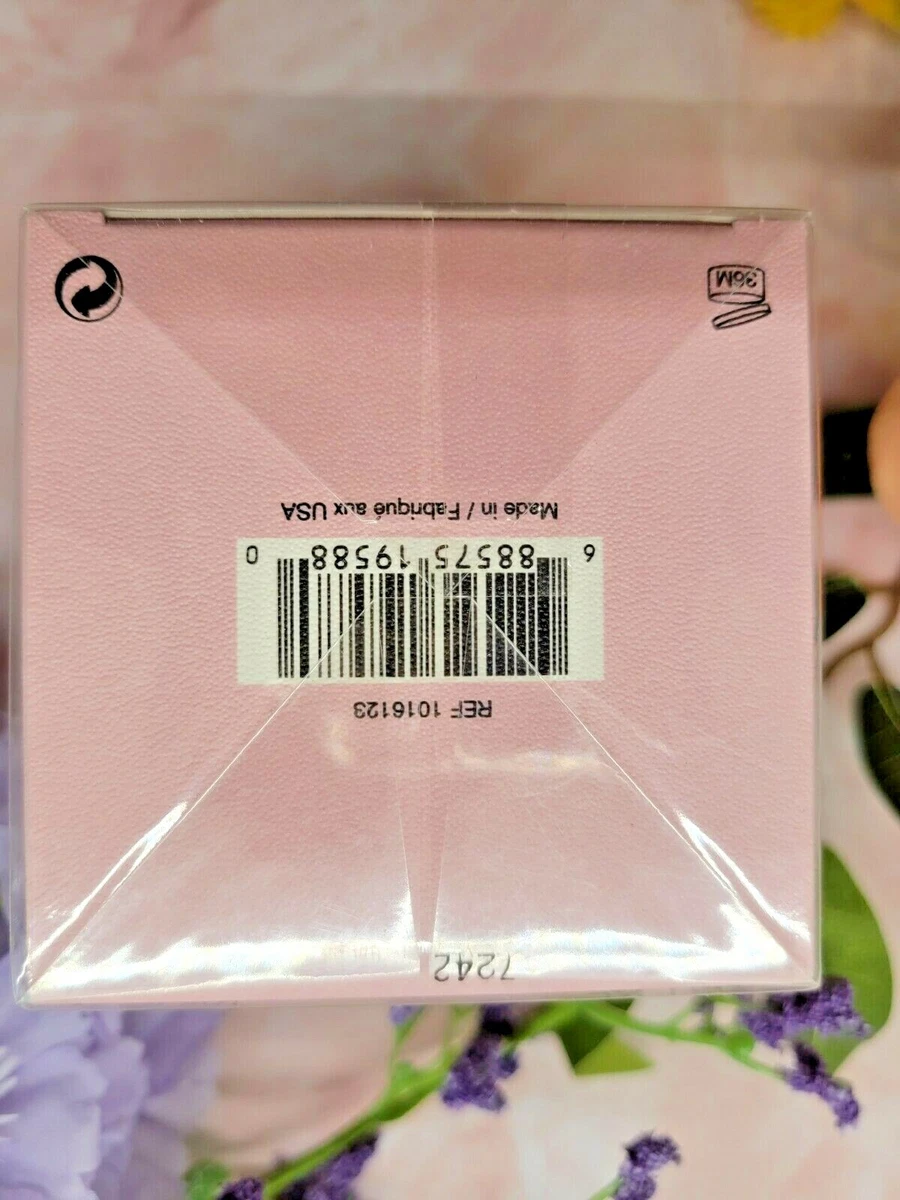 7242
REF 1016123
6 88575 19588 0
Made in / Fabriqué aux USA
36M